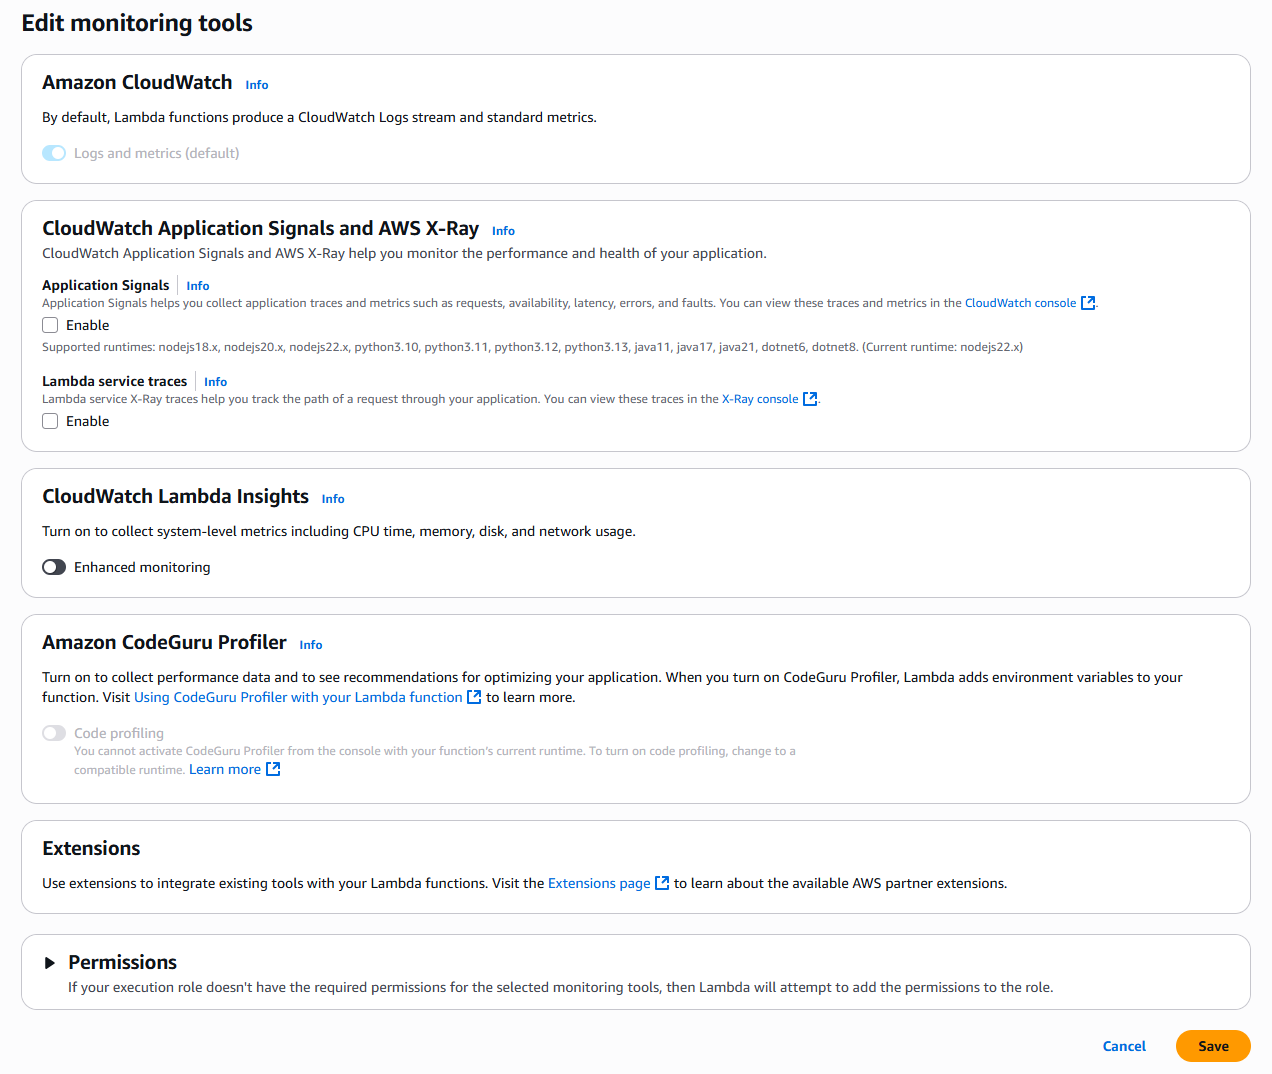 Edit monitoring tools
Amazon CloudWatch Info
By default, Lambda functions produce a CloudWatch Logs stream and standard metrics.
Logs and metrics (default)
CloudWatch Application Signals and AWS X-Ray Info
CloudWatch Application Signals and AWS X-Ray help you monitor the performance and health of your application.
Application Signals Info
Application Signals helps you collect application traces and metrics such as requests, availability, latency, errors, and faults. You can view these traces and metrics in the CloudWatch console.
Enable
Supported runtimes: nodejs18.x, nodejs20.x, nodejs22.x, python3.10, python3.11, python3.12, python3.13, java11, java17, java21, dotnet6, dotnet8. (Current runtime: nodejs22.x)
Lambda service traces Info
Lambda service X-Ray traces help you track the path of a request through your application. You can view these traces in the X-Ray console.
Enable
CloudWatch Lambda Insights Info
Turn on to collect system-level metrics including CPU time, memory, disk, and network usage.
Enhanced monitoring
Amazon CodeGuru Profiler Info
Turn on to collect performance data and to see recommendations for optimizing your application. When you turn on CodeGuru Profiler, Lambda adds environment variables to your
function. Visit Using CodeGuru Profiler with your Lambda function to learn more.
Code profiling
You cannot activate CodeGuru Profiler from the console with your function's current runtime. To turn on code profiling, change to a
compatible runtime. Learn more
Extensions
Use extensions to integrate existing tools with your Lambda functions. Visit the Extensions page to learn about the available AWS partner extensions.
Permissions
If your execution role doesn't have the required permissions for the selected monitoring tools, then Lambda will attempt to add the permissions to the role.
Cancel Save